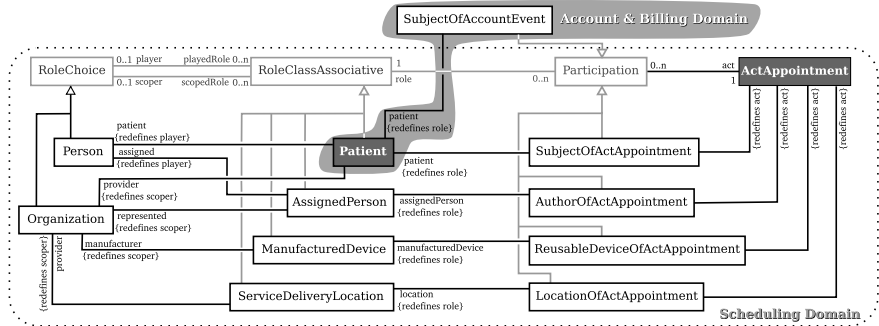 SubjectOfAccountEvent
Account & Billing Domain
RoleChoice
0..1 player
playedRole 0..n
0..1 scoper
scopedRole 0..n
RoleClassAssociative
1
role
0..n
Participation
0..n
act
1
ActAppointment
patient
{redefines role}
{redefines act}
{redefines act}
{redefines act}
{redefines act}
Person
patient
{redefines player}
assigned
{redefines player}
Patient
patient
{redefines role}
SubjectOfActAppointment
provider
{redefines scoper}
AssignedPerson
assignedPerson
{redefines role}
AuthorOfActAppointment
Organization
represented
{redefines scoper}
manufacturer
{redefines scoper}
ManufacturedDevice
manufacturedDevice
{redefines role}
ReusableDeviceOfActAppointment
{redefines scoper}
provider
ServiceDeliveryLocation
location
{redefines role}
LocationOfActAppointment
Scheduling Domain